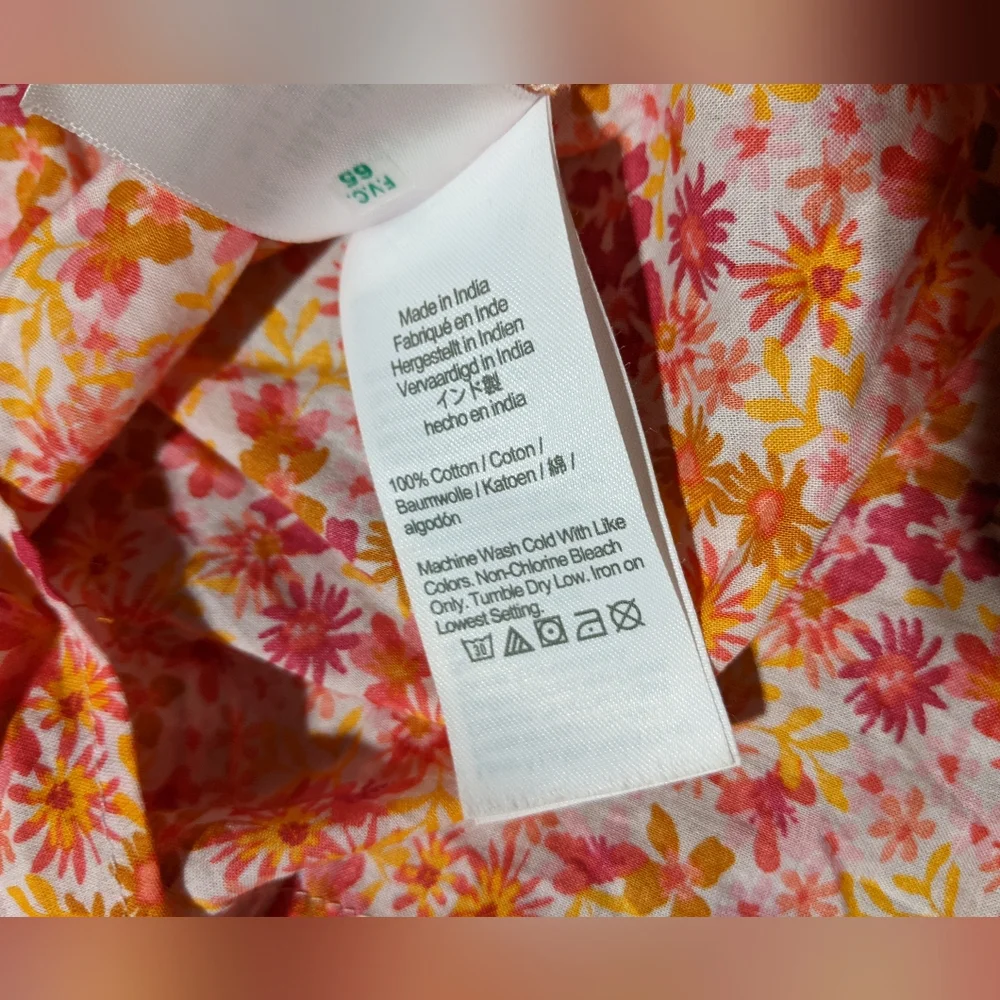 F.V.C.
65
Made in India
Fabriqué en Inde
Hergestellt in Indien
Vervaardigd in India
インド製
hecho en india
100% Cotton / Coton /
Baumwolle / Katoen / 綿 /
algodón
Machine Wash Cold With Like
Colors. Non-Chlorine Bleach
Only. Tumble Dry Low. Iron on
Lowest Setting.
30